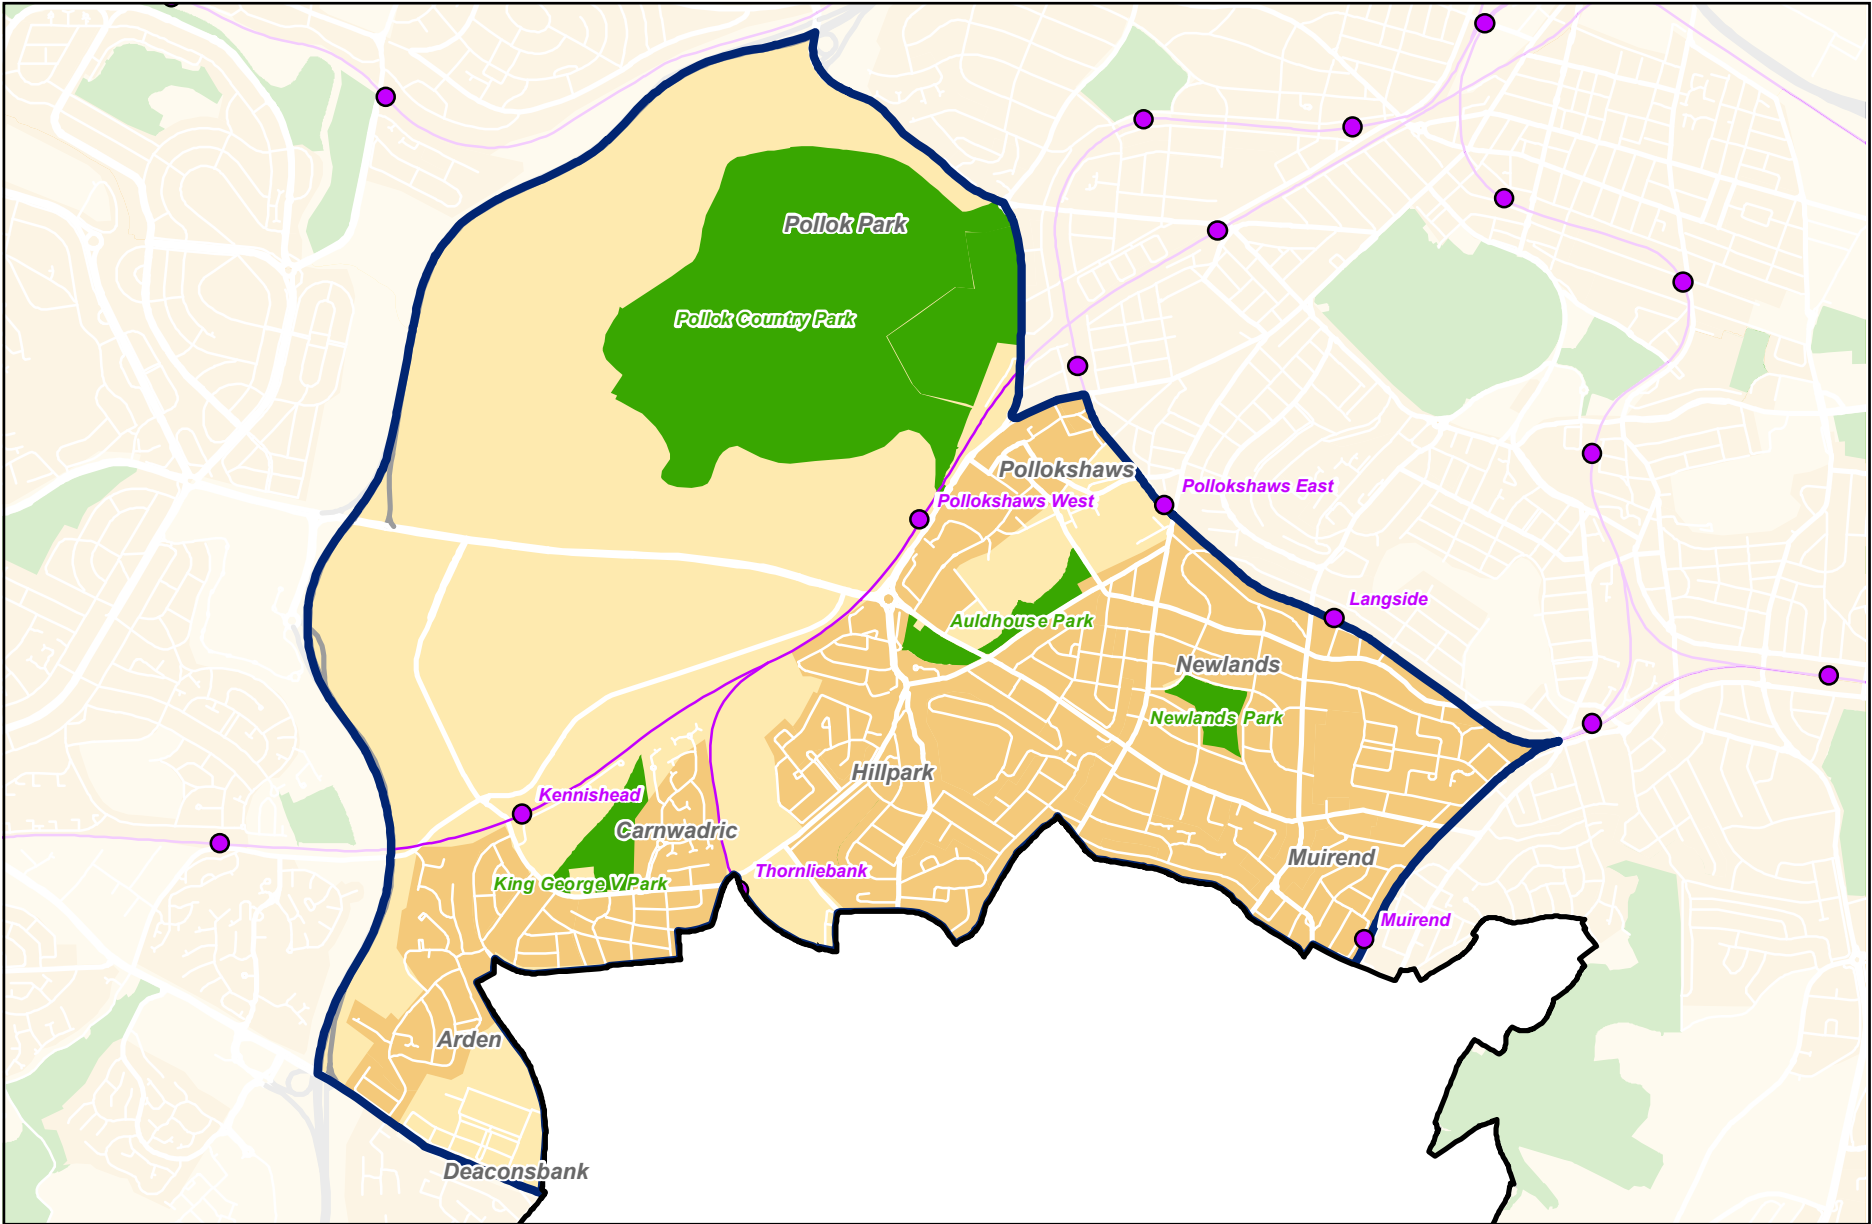 Pollok Park
Pollok Country Park
Pollokshaws
Pollokshaws East
Pollokshaws West
Langside
Auldhouse Park
Newlands
Newlands Park
Hillpark
Kennishead
Carnwadric
Muirend
Thornliebank
King George V Park
Muirend
Arden
Deaconsbank